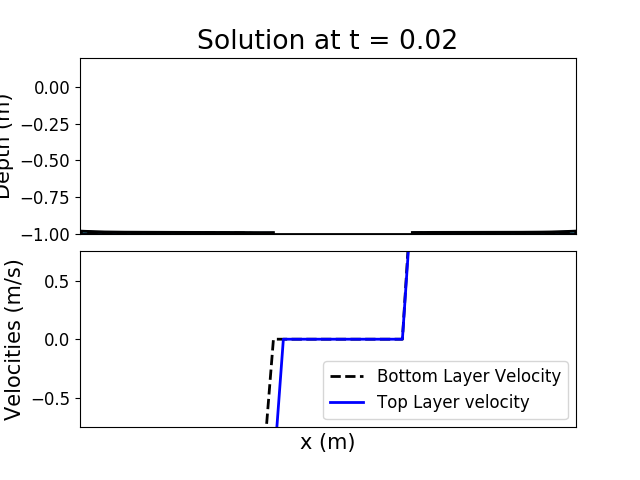 Solution at t = 0.02
Depth (m)
0.00
−0.25
−0.50
−0.75
−1.00
Velocities (m/s)
0.5
0.0
−0.5
Bottom Layer Velocity
Top Layer velocity
x (m)